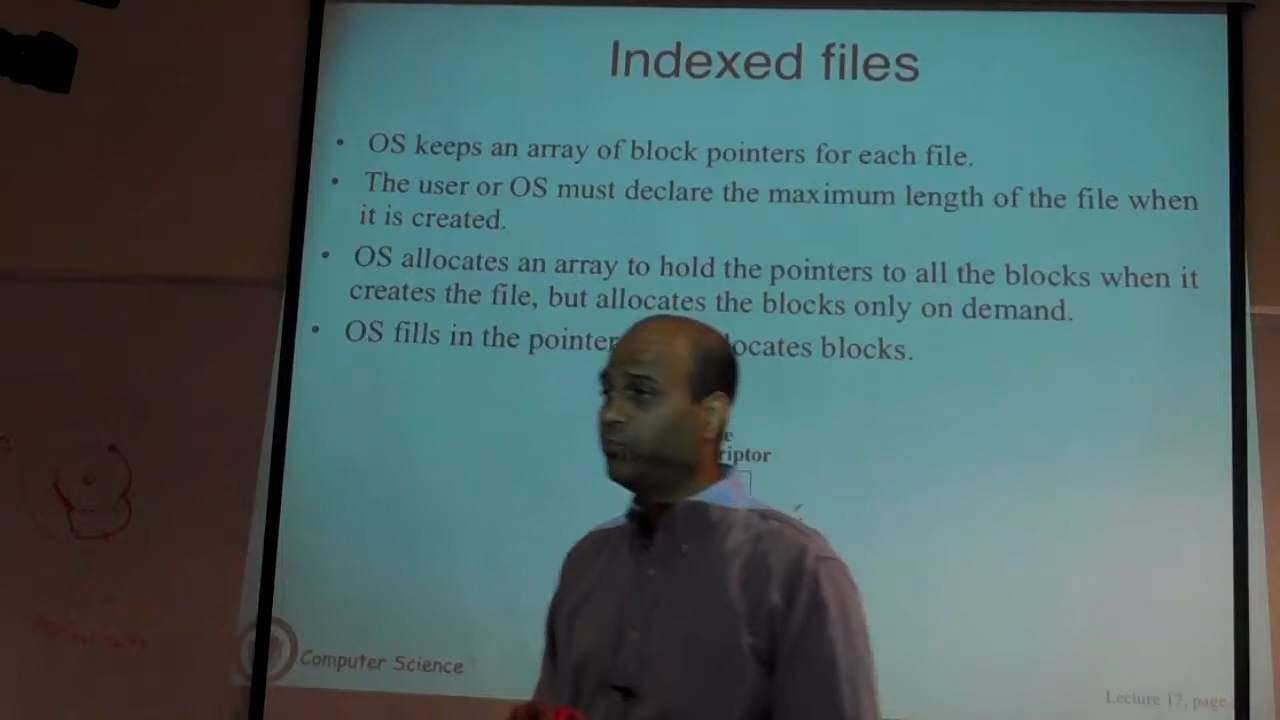 Indexed files
• OS keeps an array of block pointers for each file.
• The user or OS must declare the maximum length of the file when
it is created.
• OS allocates an array to hold the pointers to all the blocks when it
creates the file, but allocates the blocks only on demand.
• OS fills in the pointer locates blocks.
e
riptor
Computer Science
Lecture 17, page